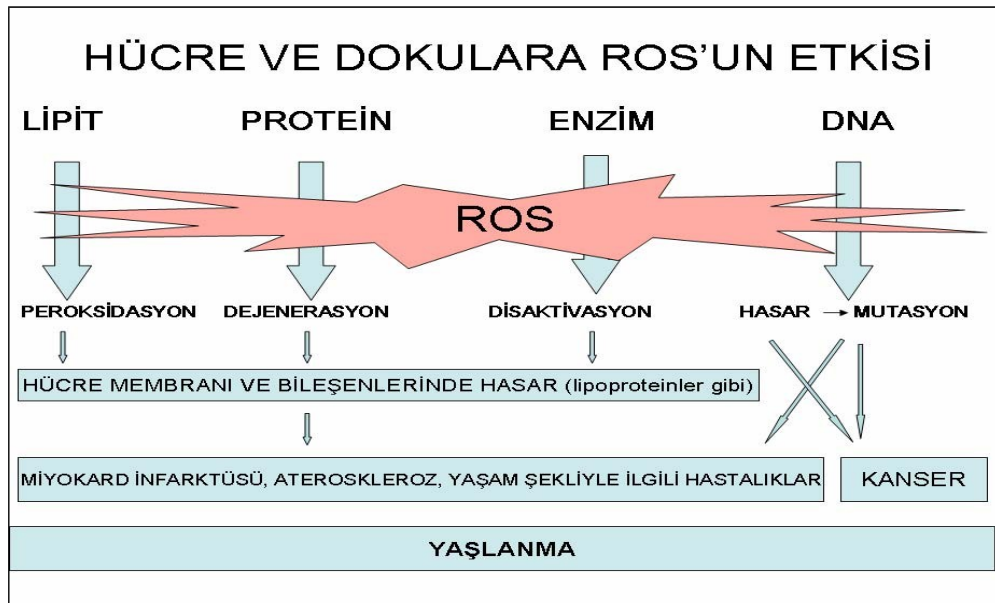 HÜCRE VE DOKULARA ROS'UN ETKİSİ
LİPİT PROTEİN ENZİM DNA
ROS
PEROKSİDASYON DEJENERASYON DİSAKTİVASYON HASAR → MUTASYON
HÜCRE MEMBRANI VE BİLEŞENLERİNDE HASAR (lipoproteinler gibi)
MİYOKARD İNFARKTÜSÜ, ATEROSKLEROZ, YAŞAM ŞEKLİYLE İLGİLİ HASTALIKLAR KANSER
YAŞLANMA